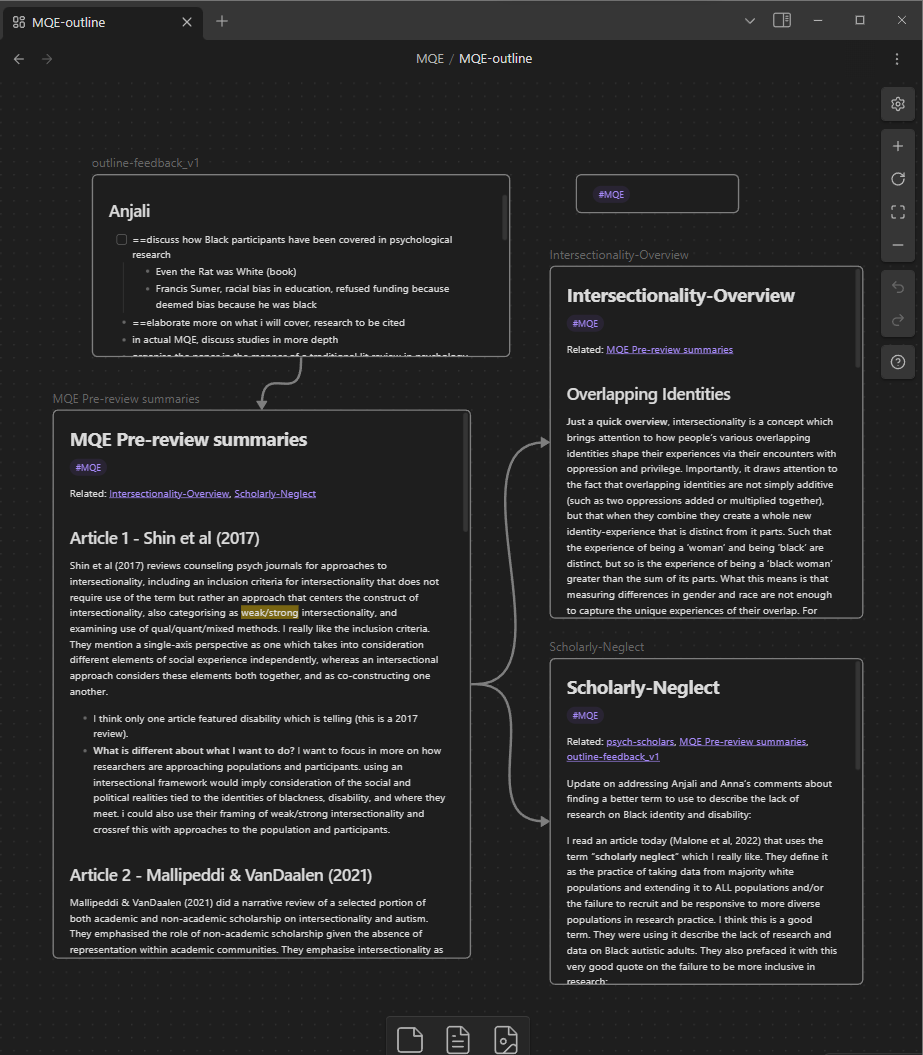 MQE-outline
MQE / MQE-outline
outline-feedback_v1
Anjali
==discuss how Black participants have been covered in psychological
research
Even the Rat was White (book)
Francis Sumer, racial bias in education, refused funding because
deemed bias because he was black
==elaborate more on what i will cover, research to be cited
in actual MQE, discuss studies in more depth
organise the paper in the manner of a traditional lit review in psychology
#MQE
MQE Pre-review summaries
MQE Pre-review summaries
#MQE
Related: Intersectionality-Overview, Scholarly-Neglect
Article 1 - Shin et al (2017)
Shin et al (2017) reviews counseling psych journals for approaches to
intersectionality, including an inclusion criteria for intersectionality that does not
require use of the term but rather an approach that centers the construct of
intersectionality, also categorising as weak/strong intersectionality, and
examining use of qual/quant/mixed methods. I really like the inclusion criteria.
They mention a single-axis perspective as one which takes into consideration
different elements of social experience independently, whereas an intersectional
approach considers these elements both together, and as co-constructing one
another.
I think only one article featured disability which is telling (this is a 2017
review).
What is different about what I want to do? I want to focus in more on how
researchers are approaching populations and participants. using an
intersectional framework would imply consideration of the social and
political realities tied to the identities of blackness, disability, and where they
meet. i could also use their framing of weak/strong intersectionality and
crossref this with approaches to the population and participants.
Article 2 - Mallipeddi & VanDaalen (2021)
Mallipeddi & VanDaalen (2021) did a narrative review of a selected portion of
both academic and non-academic scholarship on intersectionality and autism.
They emphasised the role of non-academic scholarship given the absence of
representation within academic communities. They emphasise intersectionality as
Intersectionality-Overview
Intersectionality-Overview
#MQE
Related: MQE Pre-review summaries
Overlapping Identities
Just a quick overview, intersectionality is a concept which
brings attention to how people's various overlapping
identities shape their experiences via their encounters with
oppression and privilege. Importantly, it draws attention to
the fact that overlapping identities are not simply additive
(such as two oppressions added or multiplied together),
but that when they combine they create a whole new
identity-experience that is distinct from it parts. Such that
the experience of being a 'woman' and being 'black' are
distinct, but so is the experience of being a 'black woman'
greater than the sum of its parts. What this means is that
measuring differences in gender and race are not enough
to capture the unique experiences of their overlap. For
Scholarly-Neglect
Scholarly-Neglect
#MQE
Related: psych-scholars, MQE Pre-review summaries,
outline-feedback_v1
Update on addressing Anjali and Anna's comments about
finding a better term to use to describe the lack of
research on Black identity and disability:
I read an article today (Malone et al, 2022) that uses the
term "scholarly neglect" which I really like. They define it
as the practice of taking data from majority white
populations and extending it to ALL populations and/or
the failure to recruit and be responsive to more diverse
populations in research practice. I think this is a good
term. They were using it describe the lack of research and
data on Black autistic adults. They also prefaced it with this
very good quote on the failure to be more inclusive in
research: